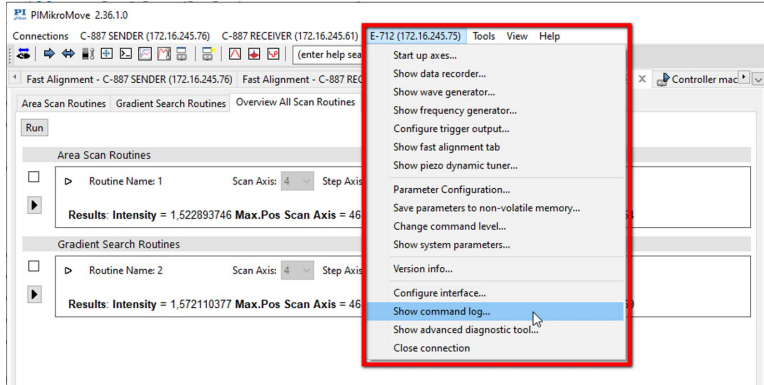 PIMikroMove 2.36.1.0
Connections C-887 SENDER (172.16.245.76) C-887 RECEIVER (172.16.245.61) E-712 (172.16.245.75) Tools View Help
(enter help sea
Fast Alignment - C-887 SENDER (172.16.245.76) Fast Alignment - C-887 REC X Controller mac
Area Scan Routines Gradient Search Routines Overview All Scan Routines
Run
Area Scan Routines
Routine Name: 1 Scan Axis: 4 Step Axis
Results: Intensity = 1,522893746 Max.Pos Scan Axis = 46
Gradient Search Routines
Routine Name: 2 Scan Axis: 4 Step Axis
Results: Intensity = 1,572110377 Max.Pos Scan Axis = 46
Start up axes...
Show data recorder...
Show wave generator...
Show frequency generator...
Configure trigger output...
Show fast alignment tab
Show piezo dynamic tuner...
Parameter Configuration...
Save parameters to non-volatile memory...
Change command level...
Show system parameters...
Version info...
Configure interface...
Show command log...
Show advanced diagnostic tool...
Close connection